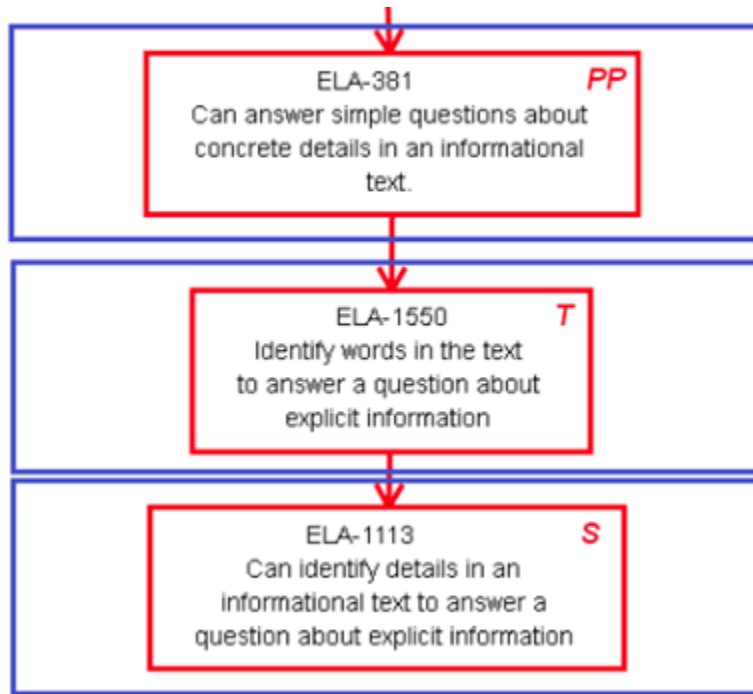 ELA-381 PP
Can answer simple questions about
concrete details in an informational
text.
ELA-1550 T
Identify words in the text
to answer a question about
explicit information
ELA-1113 S
Can identify details in an
informational text to answer a
question about explicit information